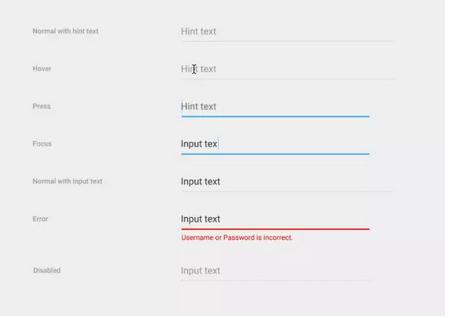 Normal with hint text Hint text
Hover Hint text
Press Hint text
Focus Input tex
Normal with input text Input text
Error Input text
Username or Password is incorrect.
Disabled Input text